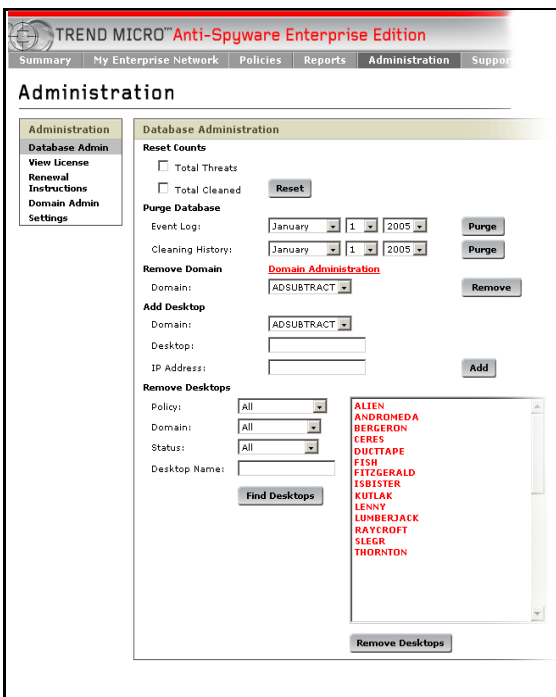 TREND MICRO™ Anti-Spyware Enterprise Edition
Summary My Enterprise Network Policies Reports Administration Suppor
Administration
Administration
Database Admin
View License
Renewal
Instructions
Domain Admin
Settings
Database Administration
Reset Counts
Total Threats
Total Cleaned Reset
Purge Database
Event Log: January 1 2005 Purge
Cleaning History: January 1 2005 Purge
Remove Domain Domain Administration
Domain: ADSUBTRACT Remove
Add Desktop
Domain: ADSUBTRACT
Desktop:
IP Address: Add
Remove Desktops
Policy: All
Domain: All
Status: All
Desktop Name:
Find Desktops
ALIEN
ANDROMEDA
BERGERON
CERES
DUCTTAPE
FISH
FITZGERALD
ISBISTER
KUTLAK
LENNY
LUMBERJACK
RAYCROFT
SLEGR
THORNTON
Remove Desktops